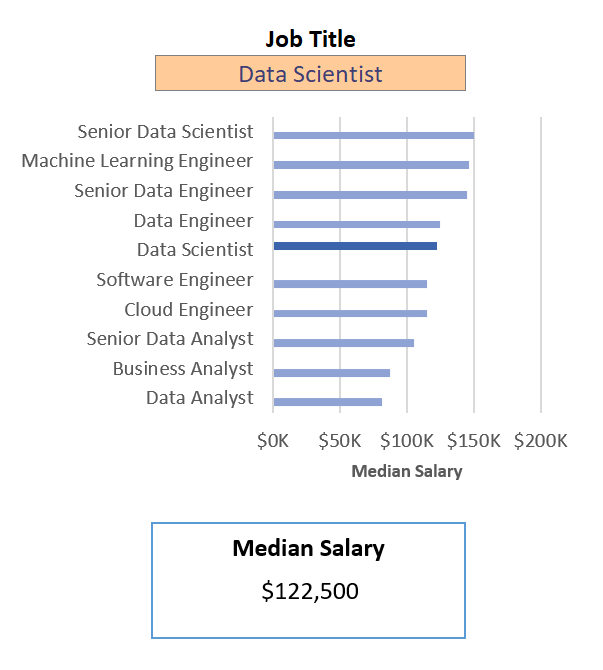 Job Title
Data Scientist
Senior Data Scientist
Machine Learning Engineer
Senior Data Engineer
Data Engineer
Data Scientist
Software Engineer
Cloud Engineer
Senior Data Analyst
Business Analyst
Data Analyst
$0K $50K $100K $150K $200K
Median Salary
Median Salary
$122,500